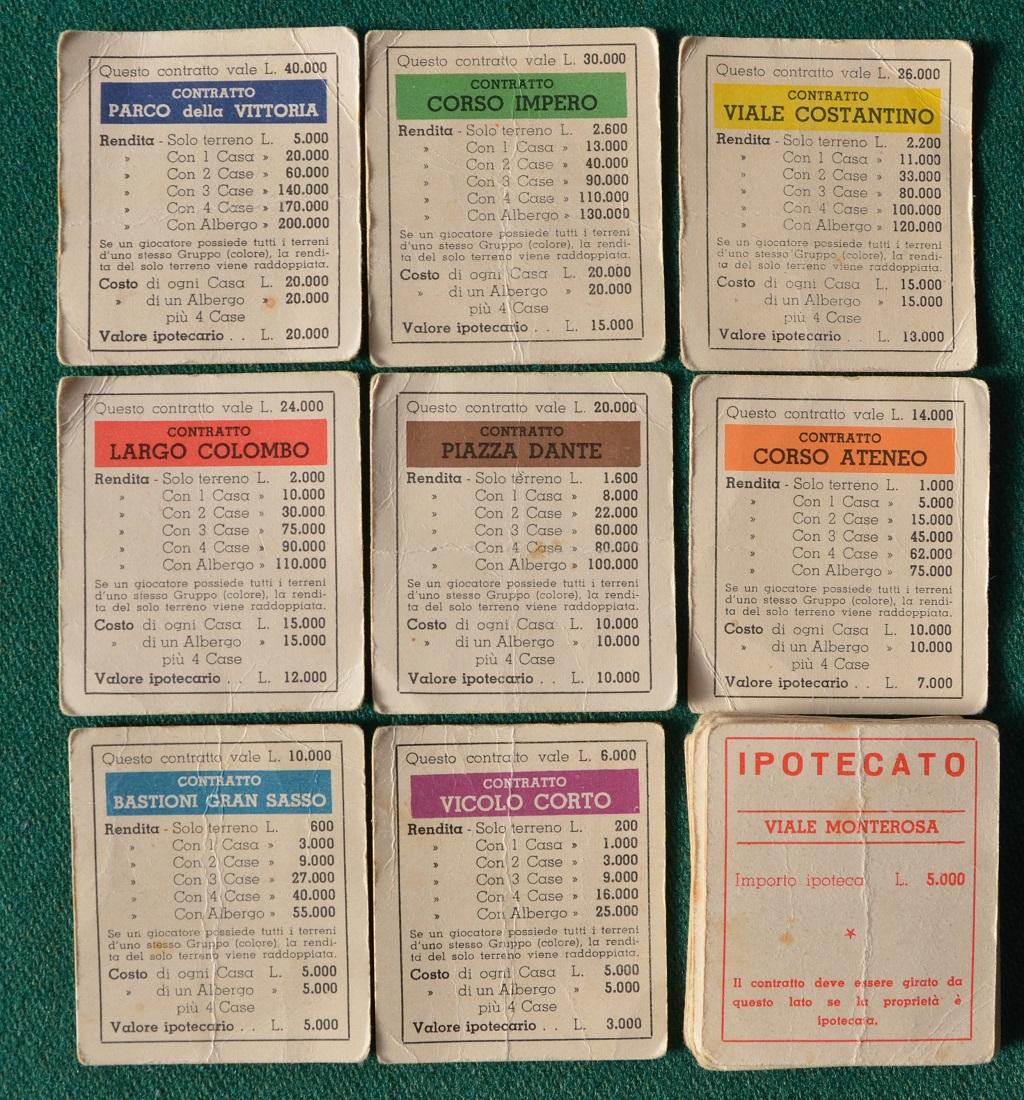 Questo contratto vale L. 40.000
CONTRATTO
PARCO della VITTORIA
Rendita - Solo terreno L. 5.000
» Con 1 Casa » 20.000
» Con 2 Case » 60.000
» Con 3 Case » 140.000
» Con 4 Case » 170.000
» Con Albergo » 200.000
Se un giocatore possiede tutti i terreni
d'uno stesso Gruppo (colore), la rendi-
ta del solo terreno viene raddoppiata.
Costo di ogni Casa L. 20.000
» di un Albergo » 20.000
più 4 Case
Valore ipotecario . . L. 20.000
Questo contratto vale L. 30.000
CONTRATTO
CORSO IMPERO
Rendita - Solo terreno L. 2.600
» Con 1 Casa » 13.000
» Con 2 Case » 40.000
» Con 3 Case » 90.000
» Con 4 Case » 110.000
» Con Albergo » 130.000
Se un giocatore possiede tutti i terreni
d'uno stesso Gruppo (colore), la rendi-
ta del solo terreno viene raddoppiata.
Costo di ogni Casa L. 20.000
» di un Albergo » 20.000
più 4 Case
Valore ipotecario . . L. 15.000
Questo contratto vale L. 26.000
CONTRATTO
VIALE COSTANTINO
Rendita - Solo terreno L. 2.200
» Con 1 Casa » 11.000
» Con 2 Case » 33.000
» Con 3 Case » 80.000
» Con 4 Case » 100.000
» Con Albergo » 120.000
Se un giocatore possiede tutti i terreni
d'uno stesso Gruppo (colore), la rendi-
ta del solo terreno viene raddoppiata.
Costo di ogni Casa L. 15.000
» di un Albergo » 15.000
più 4 Case
Valore ipotecario . . L. 13.000
Questo contratto vale L. 24.000
CONTRATTO
LARGO COLOMBO
Rendita - Solo terreno L. 2.000
» Con 1 Casa » 10.000
» Con 2 Case » 30.000
» Con 3 Case » 75.000
» Con 4 Case » 90.000
» Con Albergo » 110.000
Se un giocatore possiede tutti i terreni
d'uno stesso Gruppo (colore), la rendi-
ta del solo terreno viene raddoppiata.
Costo di ogni Casa L. 15.000
» di un Albergo » 15.000
più 4 Case
Valore ipotecario . . L. 12.000
Questo contratto vale L. 20.000
CONTRATTO
PIAZZA DANTE
Rendita - Solo terreno L. 1.600
» Con 1 Casa » 8.000
» Con 2 Case » 22.000
» Con 3 Case » 60.000
» Con 4 Case » 80.000
» Con Albergo » 100.000
Se un giocatore possiede tutti i terreni
d'uno stesso Gruppo (colore), la rendi-
ta del solo terreno viene raddoppiata.
Costo di ogni Casa L. 10.000
» di un Albergo » 10.000
più 4 Case
Valore ipotecario . . L. 10.000
Questo contratto vale L. 14.000
CONTRATTO
CORSO ATENEO
Rendita - Solo terreno L. 1.000
» Con 1 Casa » 5.000
» Con 2 Case » 15.000
» Con 3 Case » 45.000
» Con 4 Case » 62.000
» Con Albergo » 75.000
Se un giocatore possiede tutti i terreni
d'uno stesso Gruppo (colore), la rendi-
ta del solo terreno viene raddoppiata.
Costo di ogni Casa L. 10.000
» di un Albergo » 10.000
più 4 Case
Valore ipotecario . . L. 7.000
Questo contratto vale L. 10.000
CONTRATTO
BASTIONI GRAN SASSO
Rendita - Solo terreno L. 600
» Con 1 Casa » 3.000
» Con 2 Case » 9.000
» Con 3 Case » 27.000
» Con 4 Case » 40.000
» Con Albergo » 55.000
Se un giocatore possiede tutti i terreni
d'uno stesso Gruppo (colore), la rendi-
ta del solo terreno viene raddoppiata.
Costo di ogni Casa L. 5.000
» di un Albergo » 5.000
più 4 Case
Valore ipotecario . . L. 5.000
Questo contratto vale L. 6.000
CONTRATTO
VICOLO CORTO
Rendita - Solo terreno L. 200
» Con 1 Casa » 1.000
» Con 2 Case » 3.000
» Con 3 Case » 9.000
» Con 4 Case » 16.000
» Con Albergo » 25.000
Se un giocatore possiede tutti i terreni
d'uno stesso Gruppo (colore), la rendi-
ta del solo terreno viene raddoppiata.
Costo di ogni Casa L. 5.000
» di un Albergo » 5.000
più 4 Case
Valore ipotecario . . L. 3.000
IPOTECATO
VIALE MONTEROSA
Importo ipoteca L. 5.000
Il contratto deve essere girato da
questo lato se la proprietà è
ipotecata.